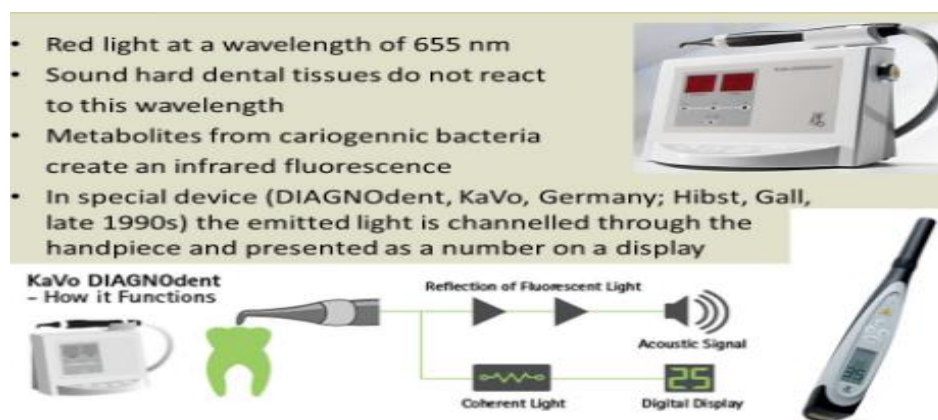 • Red light at a wavelength of 655 nm
• Sound hard dental tissues do not react
to this wavelength
• Metabolites from cariogennic bacteria
create an infrared fluorescence
• In special device (DIAGNOdent, KaVo, Germany; Hibst, Gall,
late 1990s) the emitted light is channelled through the
handpiece and presented as a number on a display
KaVo DIAGNOdent
– How it Functions
Reflection of Fluorescent Light
Acoustic Signal
25
Coherent Light
Digital Display